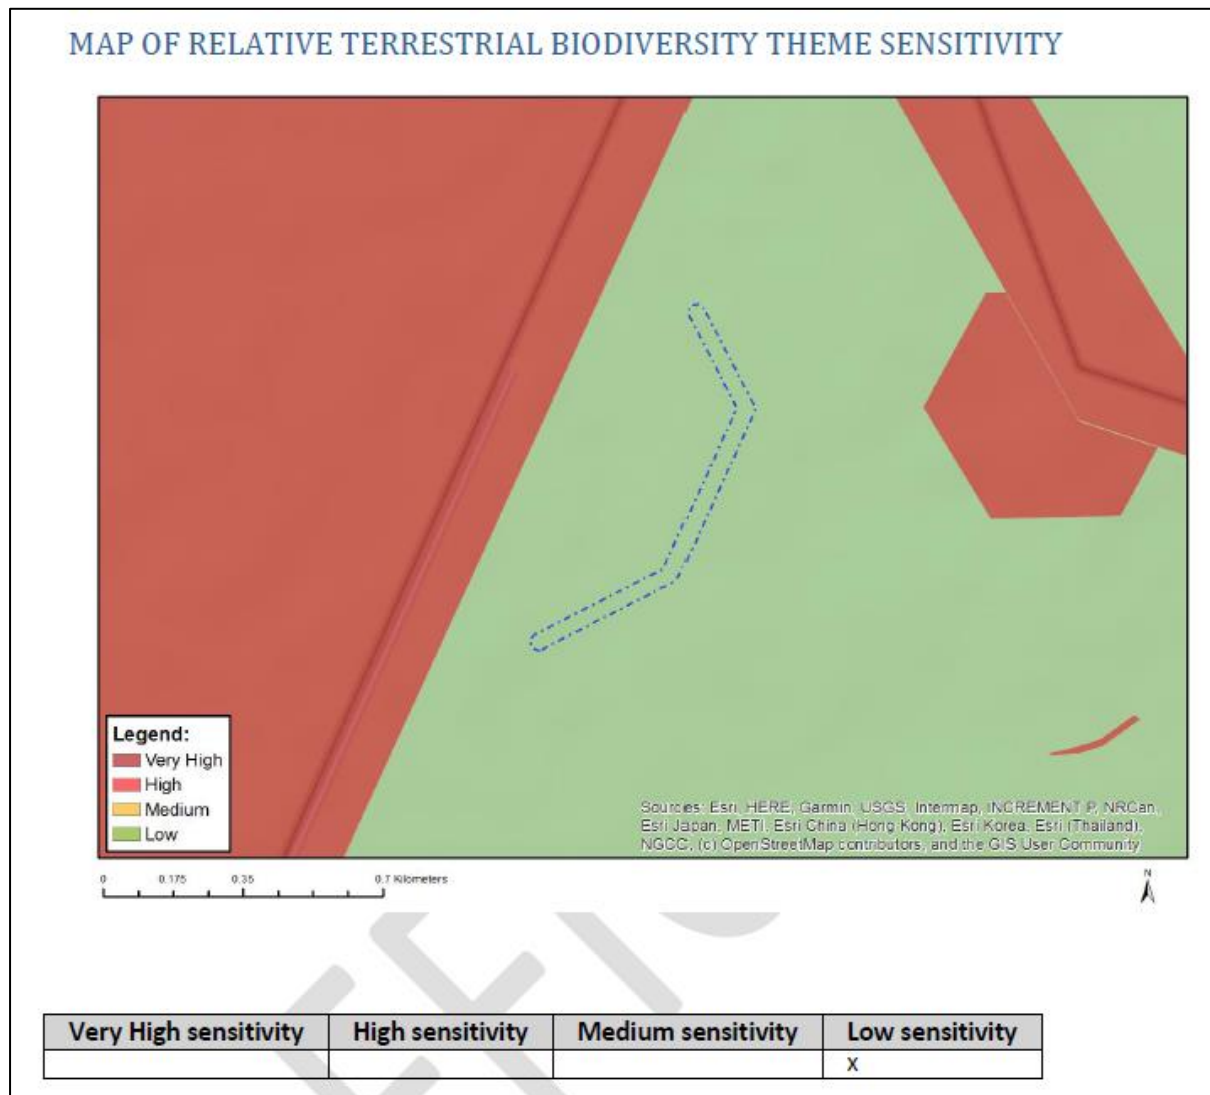 MAP OF RELATIVE TERRESTRIAL BIODIVERSITY THEME SENSITIVITY
Legend:
Very High
High
Medium
Low
Sources: Esri, HERE, Garmin, USGS, Intermap, INCREMENT P, NRCan,
Esri Japan, METI, Esri China (Hong Kong), Esri Korea, Esri (Thailand),
NGCC, (c) OpenStreetMap contributors, and the GIS User Community
0 0.175 0.35 0.7 Kilometers
N
Very High sensitivity High sensitivity Medium sensitivity Low sensitivity
X